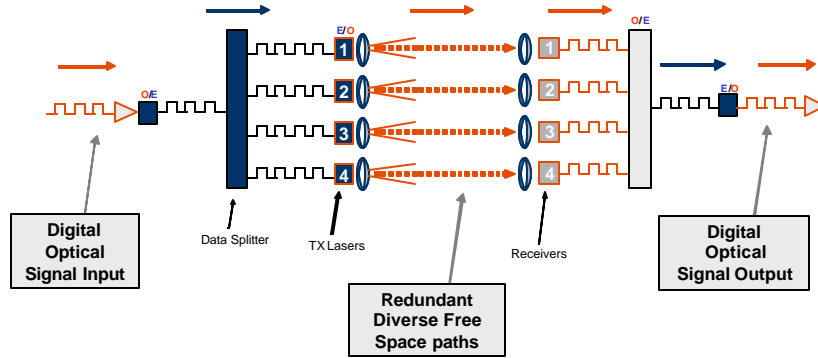 E/O
O/E
1
1
O/E
2
2
E/O
3
3
4
4
Digital
Optical
Signal Input
Data Splitter
TX Lasers
Redundant
Diverse Free
Space paths
Receivers
Digital
Optical
Signal Output